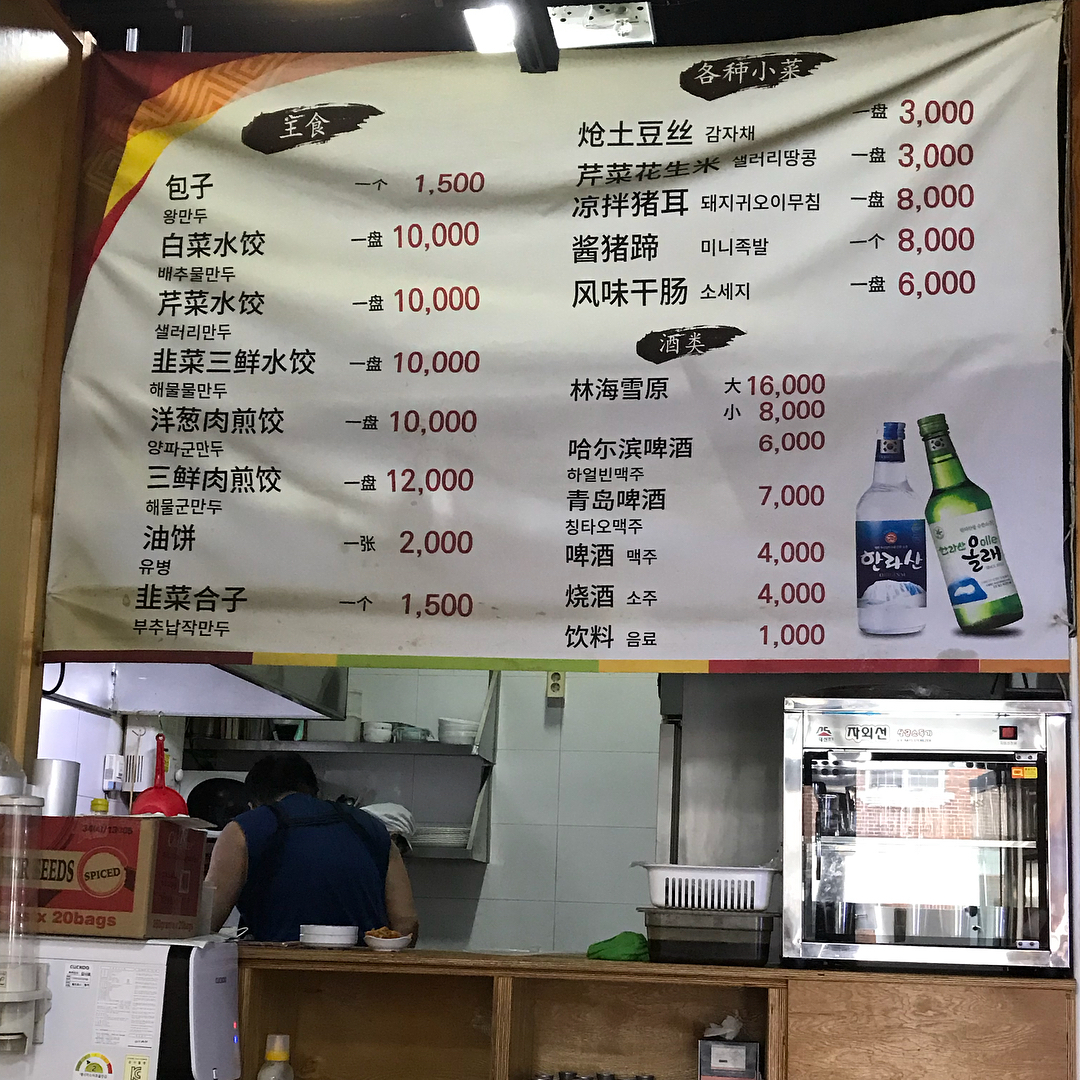 主食
包子 一个 1,500
왕만두
白菜水饺 一盘 10,000
배추물만두
芹菜水饺 一盘 10,000
샐러리만두
韭菜三鲜水饺 一盘 10,000
해물물만두
洋葱肉煎饺 一盘 10,000
양파군만두
三鲜肉煎饺 一盘 12,000
해물군만두
油饼 一张 2,000
유병
韭菜合子 一个 1,500
부추납작만두
各种小菜
炝土豆丝 감자채 一盘 3,000
芹菜花生米 샐러리땅콩 一盘 3,000
凉拌猪耳 돼지귀오이무침 一盘 8,000
酱猪蹄 미니족발 一个 8,000
风味干肠 소세지 一盘 6,000
酒类
林海雪原 大 16,000
小 8,000
哈尔滨啤酒 6,000
하얼빈맥주
青岛啤酒 7,000
칭타오맥주
啤酒 맥주 4,000
烧酒 소주 4,000
饮料 음료 1,000
한라산
한라산 Olle
올래
자외선
EEDS
SPICED
x 20bags
CUCKOO